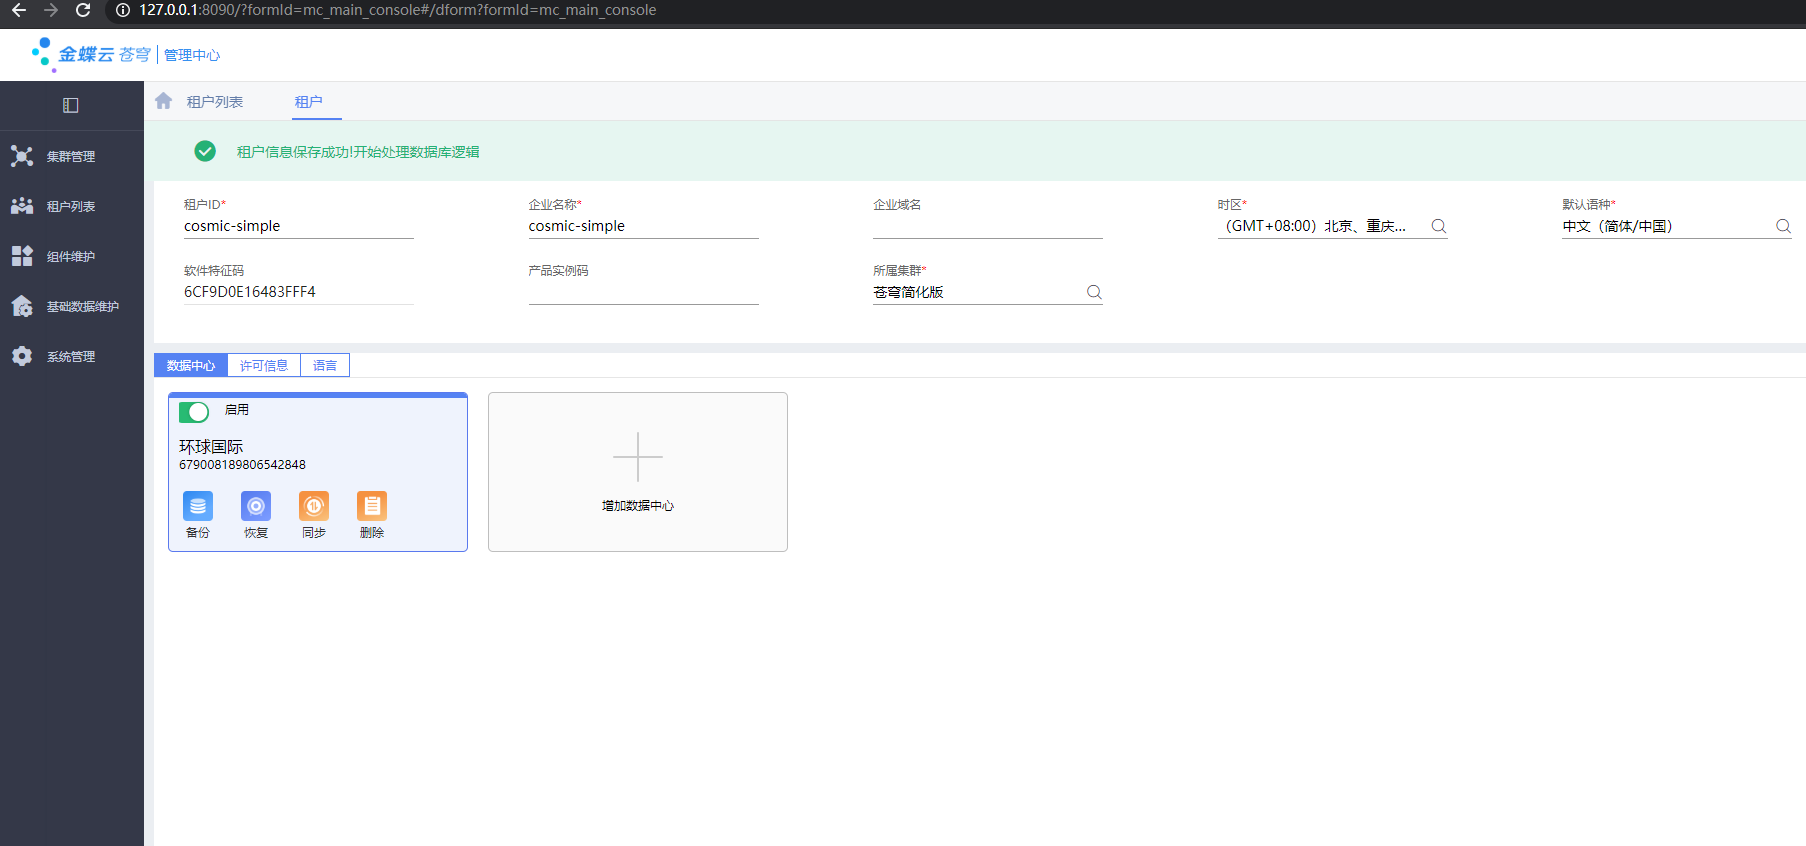 127.0.0.1:8090/?formId=mc_main_console#/dform?formId=mc_main_console
金蝶云 苍穹 | 管理中心
集群管理
租户列表
组件维护
基础数据维护
系统管理
租户列表 租户
租户信息保存成功!开始处理数据库逻辑
租户ID* 企业名称* 企业域名 时区* 默认语种*
cosmic-simple cosmic-simple （GMT+08:00）北京、重庆... 中文（简体/中国）
软件特征码 产品实例码 所属集群*
6CF9D0E16483FFF4 苍穹简化版
数据中心 许可信息 语言
启用
环球国际
679008189806542848
备份 恢复 同步 删除
增加数据中心